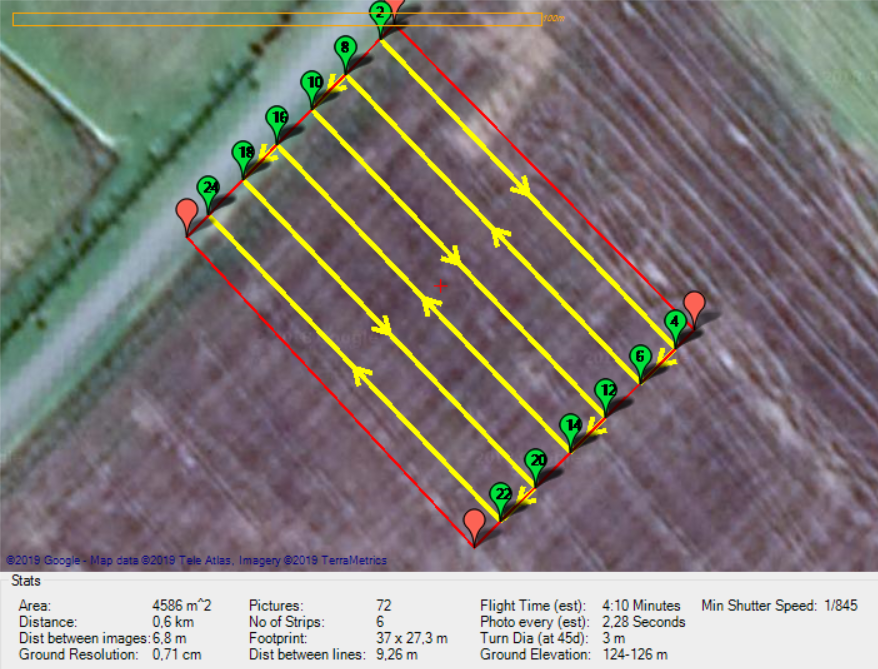 100m
2
8
10
16
18
24
4
6
12
14
20
22
©2019 Google - Map data ©2019 Tele Atlas, Imagery ©2019 TerraMetrics
Stats
Area: 4586 m^2 Pictures: 72 Flight Time (est): 4:10 Minutes Min Shutter Speed: 1/845
Distance: 0,6 km No of Strips: 6 Photo every (est): 2,28 Seconds
Dist between images: 6,8 m Footprint: 37 x 27,3 m Turn Dia (at 45d): 3 m
Ground Resolution: 0,71 cm Dist between lines: 9,26 m Ground Elevation: 124-126 m